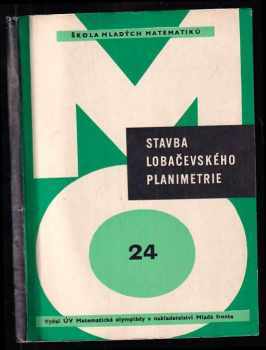 ŠKOLA MLADÝCH MATEMATIKŮ
STAVBA
LOBAČEVSKÉHO
PLANIMETRIE
24
Vydal ÚV Matematické olympiády v nakladatelství Mladá fronta